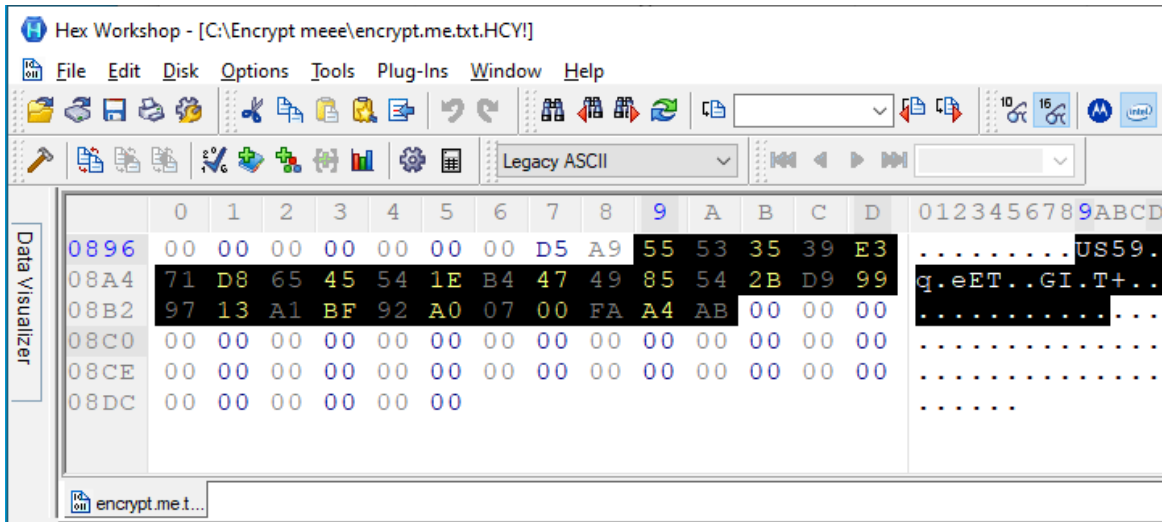 Hex Workshop - [C:\Encrypt meee\encrypt.me.txt.HCY!]
File Edit Disk Options Tools Plug-Ins Window Help
10 16 intel
Legacy ASCII
Data Visualizer
0 1 2 3 4 5 6 7 8 9 A B C D 0123456789ABCD
0896 00 00 00 00 00 00 00 D5 A9 55 53 35 39 E3 .........US59.
08A4 71 D8 65 45 54 1E B4 47 49 85 54 2B D9 99 q.eET..GI.T+..
08B2 97 13 A1 BF 92 A0 07 00 FA A4 AB 00 00 00 ..............
08C0 00 00 00 00 00 00 00 00 00 00 00 00 00 00 ..............
08CE 00 00 00 00 00 00 00 00 00 00 00 00 00 00 ..............
08DC 00 00 00 00 00 00 ......
encrypt.me.t...